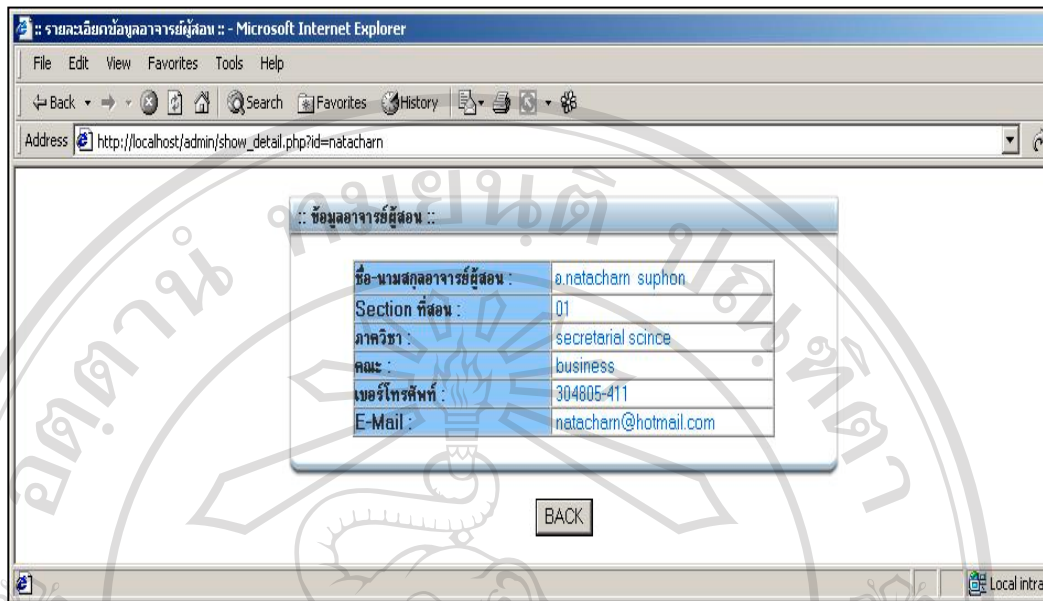 :: รายละเอียดข้อมูลอาจารย์ผู้สอน :: - Microsoft Internet Explorer
File Edit View Favorites Tools Help
Back Search Favorites History
Address http://localhost/admin/show_detail.php?id=natacharn
:: ข้อมูลอาจารย์ผู้สอน ::
ชื่อ-นามสกุลอาจารย์ผู้สอน : อ.natacharn suphon
Section ที่สอน : 01
ภาควิชา : secretarial scince
คณะ : business
เบอร์โทรศัพท์ : 304805-411
E-Mail : natacharn@hotmail.com
BACK
Local intra